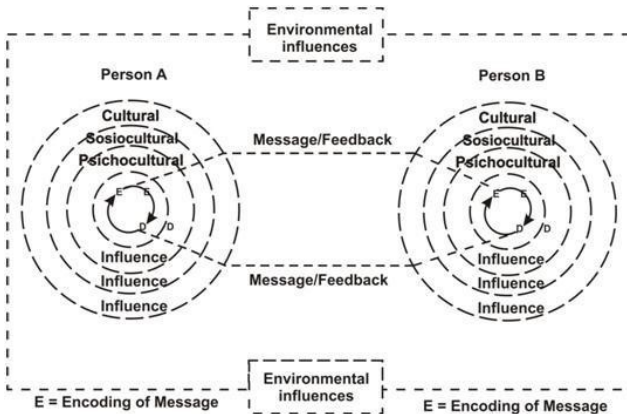 Environmental
influences
Person A
Person B
Cultural
Sosiocultural
Psichocultural
E E
D D
Influence
Influence
Influence
Message/Feedback
Message/Feedback
Cultural
Sosiocultural
Psichocultural
E E
D D
Influence
Influence
Influence
Environmental
influences
E = Encoding of Message
E = Encoding of Message